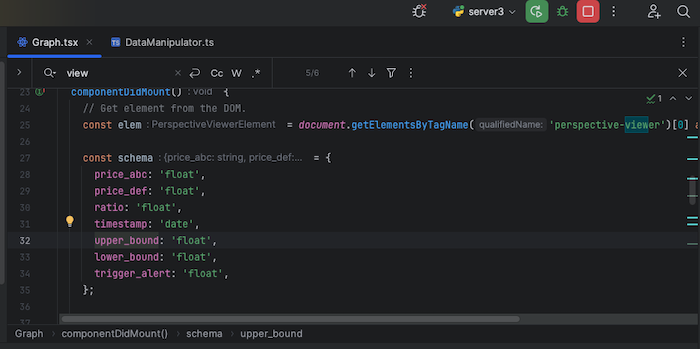 server3
Graph.tsx
TS DataManipulator.ts
view Cc W .* 5/6
23 componentDidMount() : void {
24 // Get element from the DOM. 1
25 const elem : PerspectiveViewerElement = document.getElementsByTagName( qualifiedName: 'perspective-viewer')[0] a
26
27 const schema : {price_abc: string, price_def:... = {
28 price_abc: 'float',
29 price_def: 'float',
30 ratio: 'float',
31 timestamp: 'date',
32 upper_bound: 'float',
33 lower_bound: 'float',
34 trigger_alert: 'float',
35 };
36
37
Graph componentDidMount() schema upper_bound